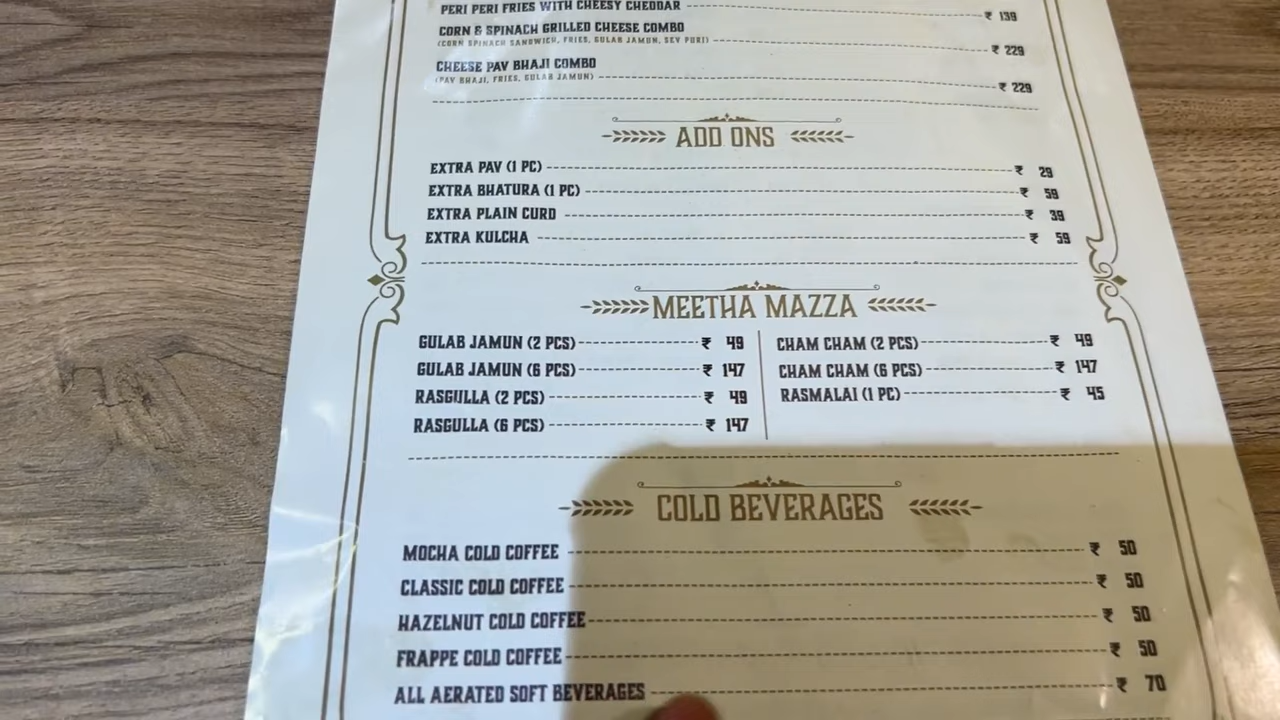 PERI PERI FRIES WITH CHEESY CHEDDAR ₹ 139
CORN & SPINACH GRILLED CHEESE COMBO
(CORN SPINACH SANDWICH, FRIES, GULAB JAMUN, SEV PURI) ₹ 229
CHEESE PAV BHAJI COMBO
(PAV BHAJI, FRIES, GULAB JAMUN) ₹ 229
ADD ONS
EXTRA PAV (1 PC) ₹ 29
EXTRA BHATURA (1 PC) ₹ 59
EXTRA PLAIN CURD ₹ 39
EXTRA KULCHA ₹ 59
MEETHA MAZZA
GULAB JAMUN (2 PCS) ₹ 49
GULAB JAMUN (6 PCS) ₹ 147
RASGULLA (2 PCS) ₹ 49
RASGULLA (6 PCS) ₹ 147
CHAM CHAM (2 PCS) ₹ 49
CHAM CHAM (6 PCS) ₹ 147
RASMALAI (1 PC) ₹ 45
COLD BEVERAGES
MOCHA COLD COFFEE ₹ 50
CLASSIC COLD COFFEE ₹ 50
HAZELNUT COLD COFFEE ₹ 50
FRAPPE COLD COFFEE ₹ 50
ALL AERATED SOFT BEVERAGES ₹ 70